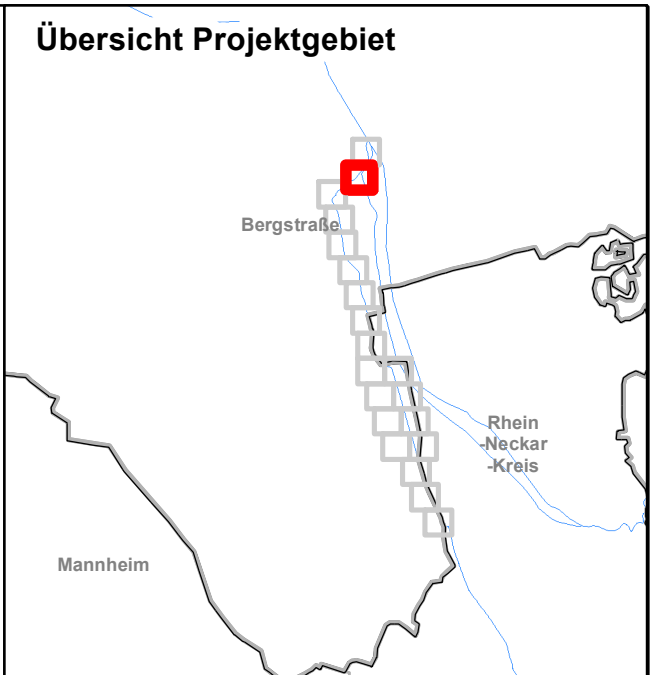 Übersicht Projektgebiet
Bergstraße
Rhein
-Neckar
-Kreis
Mannheim